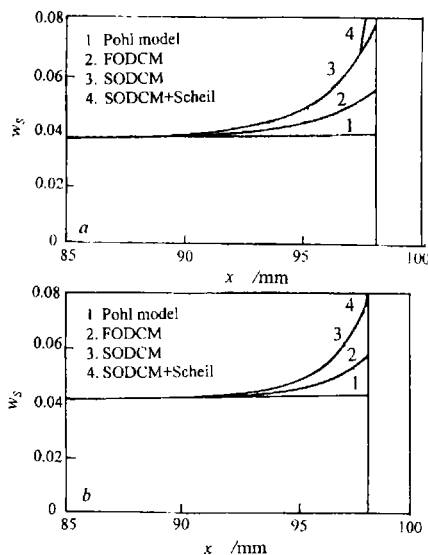 0.08
1 Pohl model
2. FODCM
3. SODCM
4. SODCM+Scheil
4
3
2
1
0.06
0.04
0.02
0
w_S
a
85
90
95
100
x /mm
0.08
1 Pohl model
2. FODCM
3. SODCM
4. SODCM+Scheil
4
3
2
1
0.06
0.04
0.02
0
w_S
b
85
90
95
100
x /mm